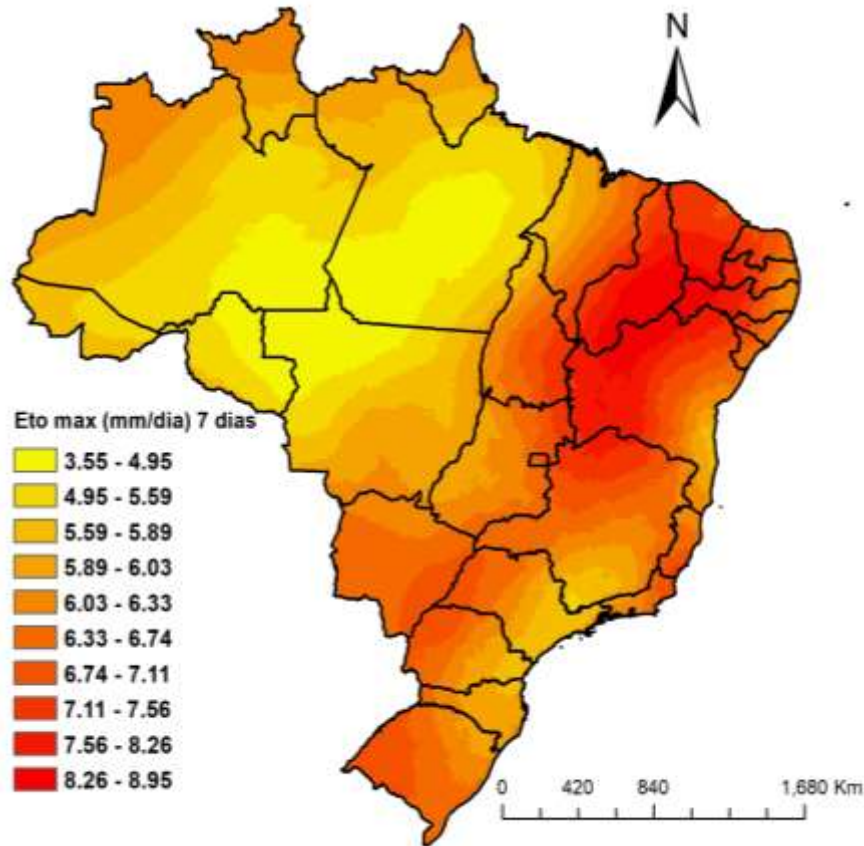 N
Eto max (mm/dia) 7 dias
3.55 - 4.95
4.95 - 5.59
5.59 - 5.89
5.89 - 6.03
6.03 - 6.33
6.33 - 6.74
6.74 - 7.11
7.11 - 7.56
7.56 - 8.26
8.26 - 8.95
0 420 840 1,680 Km